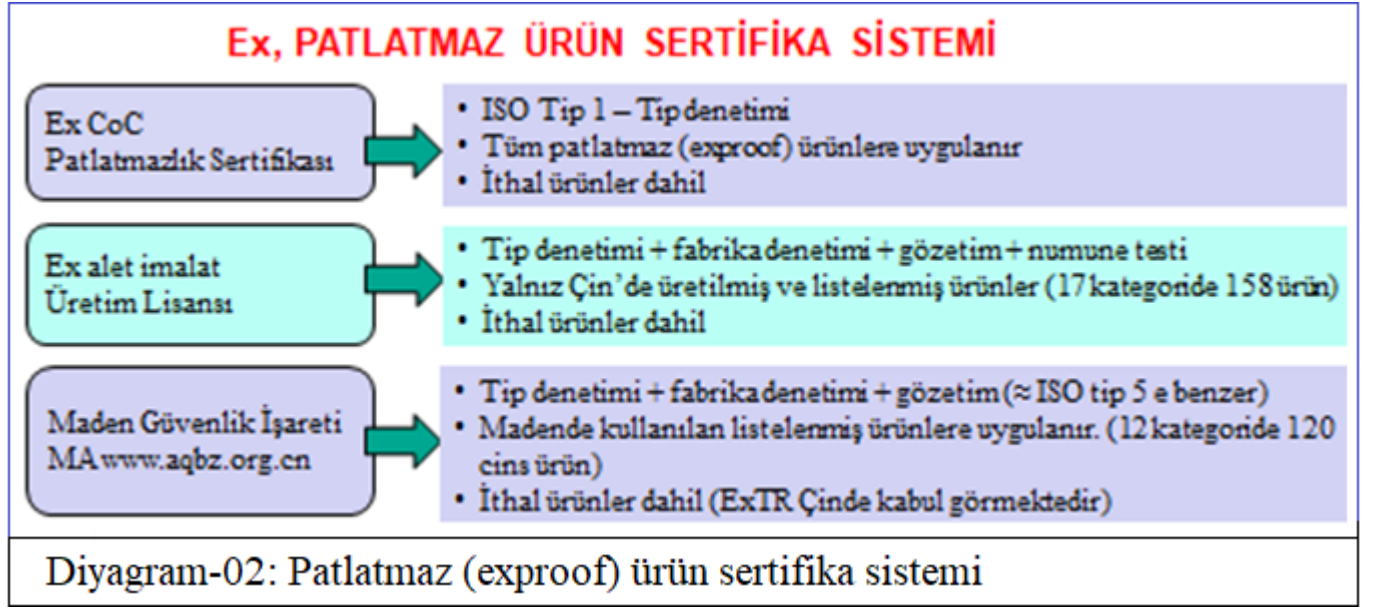 Ex, PATLATMAZ ÜRÜN SERTİFİKA SİSTEMİ
Ex CoC
Patlatmazlık Sertifikası
• ISO Tip 1 – Tip denetimi
• Tüm patlatmaz (exproof) ürünlere uygulanır
• İthal ürünler dahil
Ex alet imalat
Üretim Lisansı
• Tip denetimi + fabrika denetimi + gözetim + numune testi
• Yalnız Çin’de üretilmiş ve listelenmiş ürünler (17 kategoride 158 ürün)
• İthal ürünler dahil
Maden Güvenlik İşareti
MA www.aqbz.org.cn
• Tip denetimi + fabrika denetimi + gözetim (≈ ISO tip 5 e benzer)
• Madende kullanılan listelenmiş ürünlere uygulanır. (12 kategoride 120
cins ürün)
• İthal ürünler dahil (ExTR Çinde kabul görmektedir)
Diyagram-02: Patlatmaz (exproof) ürün sertifika sistemi